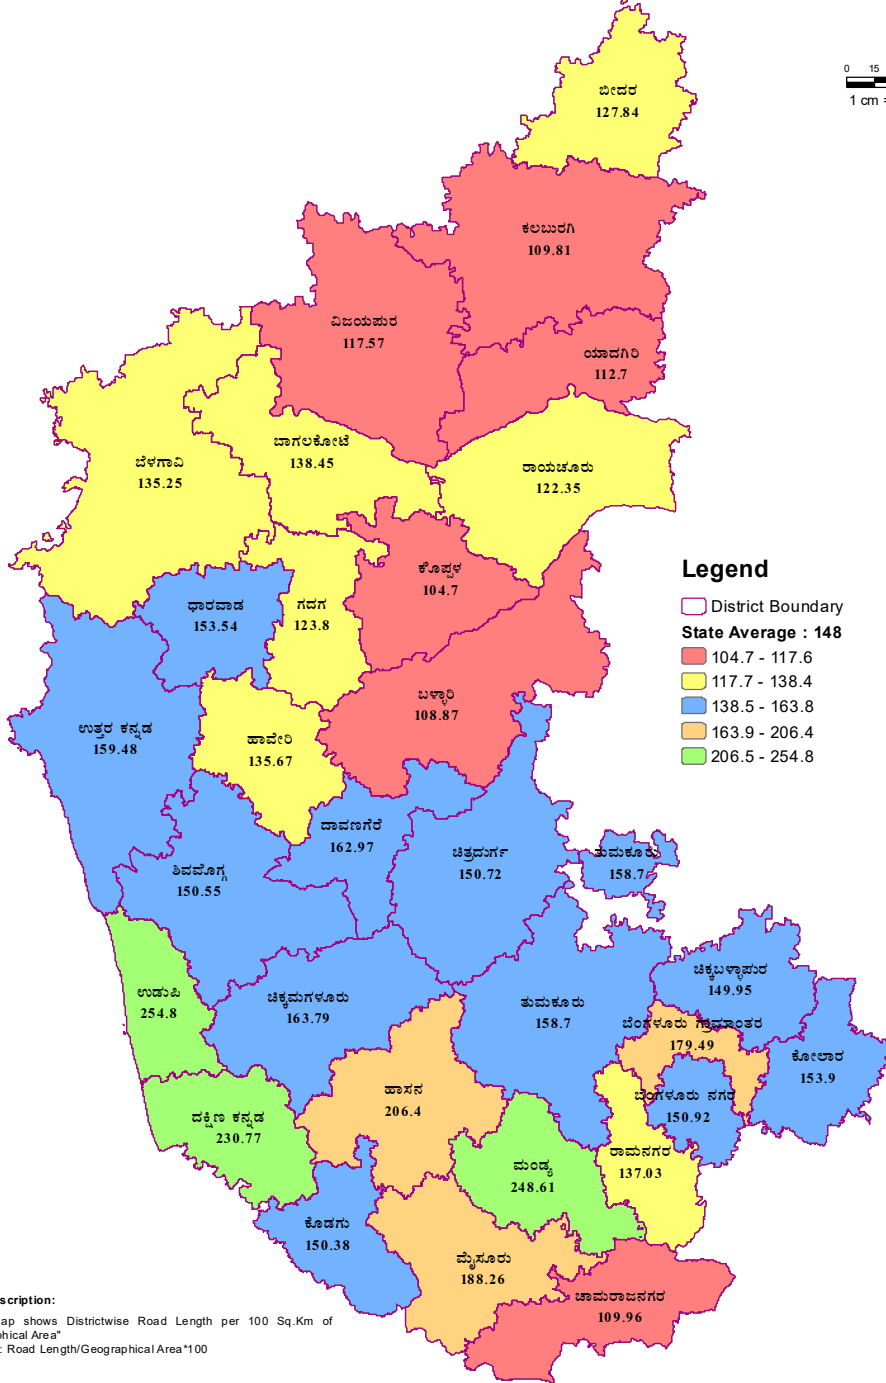 0 15
1 cm =
ಬೀದರ
127.84
ಕಲಬುರಗಿ
109.81
ವಿಜಯಪುರ
117.57
ಯಾದಗಿರಿ
112.7
ಬಾಗಲಕೋಟೆ
138.45
ಬೆಳಗಾವಿ
135.25
ರಾಯಚೂರು
122.35
ಕೊಪ್ಪಳ
104.7
ಧಾರವಾಡ
153.54
ಗದಗ
123.8
ಬಳ್ಳಾರಿ
108.87
ಉತ್ತರ ಕನ್ನಡ
159.48
ಹಾವೇರಿ
135.67
Legend
District Boundary
State Average : 148
104.7 - 117.6
117.7 - 138.4
138.5 - 163.8
163.9 - 206.4
206.5 - 254.8
ದಾವಣಗೆರೆ
162.97
ಚಿತ್ರದುರ್ಗ
150.72
ತುಮಕೂರು
158.7
ಶಿವಮೊಗ್ಗ
150.55
ಚಿಕ್ಕಬಳ್ಳಾಪುರ
149.95
ಉಡುಪಿ
254.8
ಚಿಕ್ಕಮಗಳೂರು
163.79
ತುಮಕೂರು
158.7
ಬೆಂಗಳೂರು ಗ್ರಾಮಾಂತರ
179.49
ಕೋಲಾರ
153.9
ಹಾಸನ
206.4
ಬೆಂಗಳೂರು ನಗರ
150.92
ದಕ್ಷಿಣ ಕನ್ನಡ
230.77
ಮಂಡ್ಯ
248.61
ರಾಮನಗರ
137.03
ಕೊಡಗು
150.38
ಮೈಸೂರು
188.26
ಚಾಮರಾಜನಗರ
109.96
scription:
ap shows Districtwise Road Length per 100 Sq.Km of
phical Area"
: Road Length/Geographical Area*100